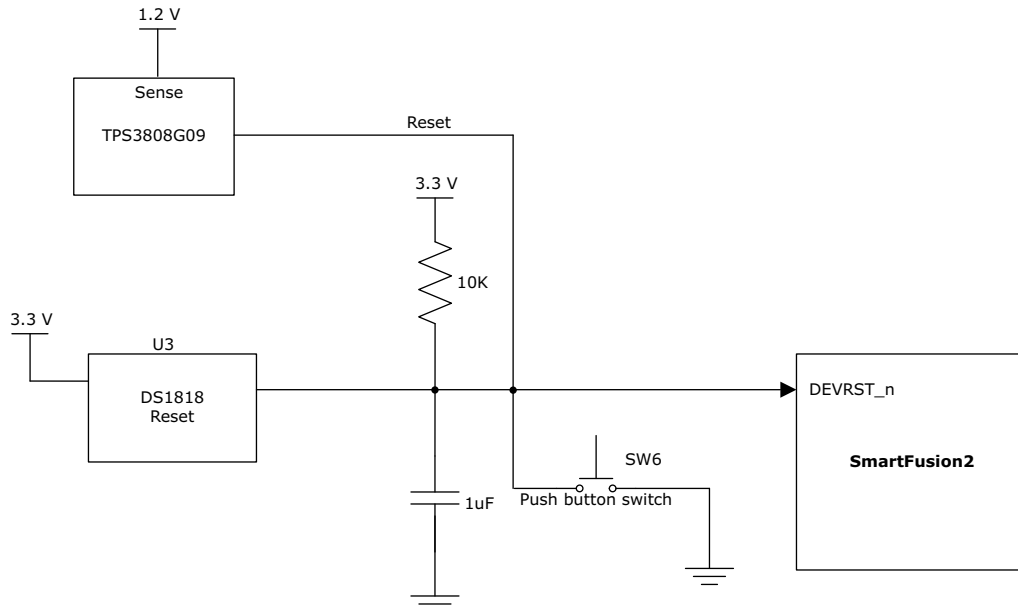 1.2 V
Sense
TPS3808G09
Reset
3.3 V
10K
3.3 V
U3
DS1818
Reset
DEVRST_n
SmartFusion2
SW6
Push button switch
1uF